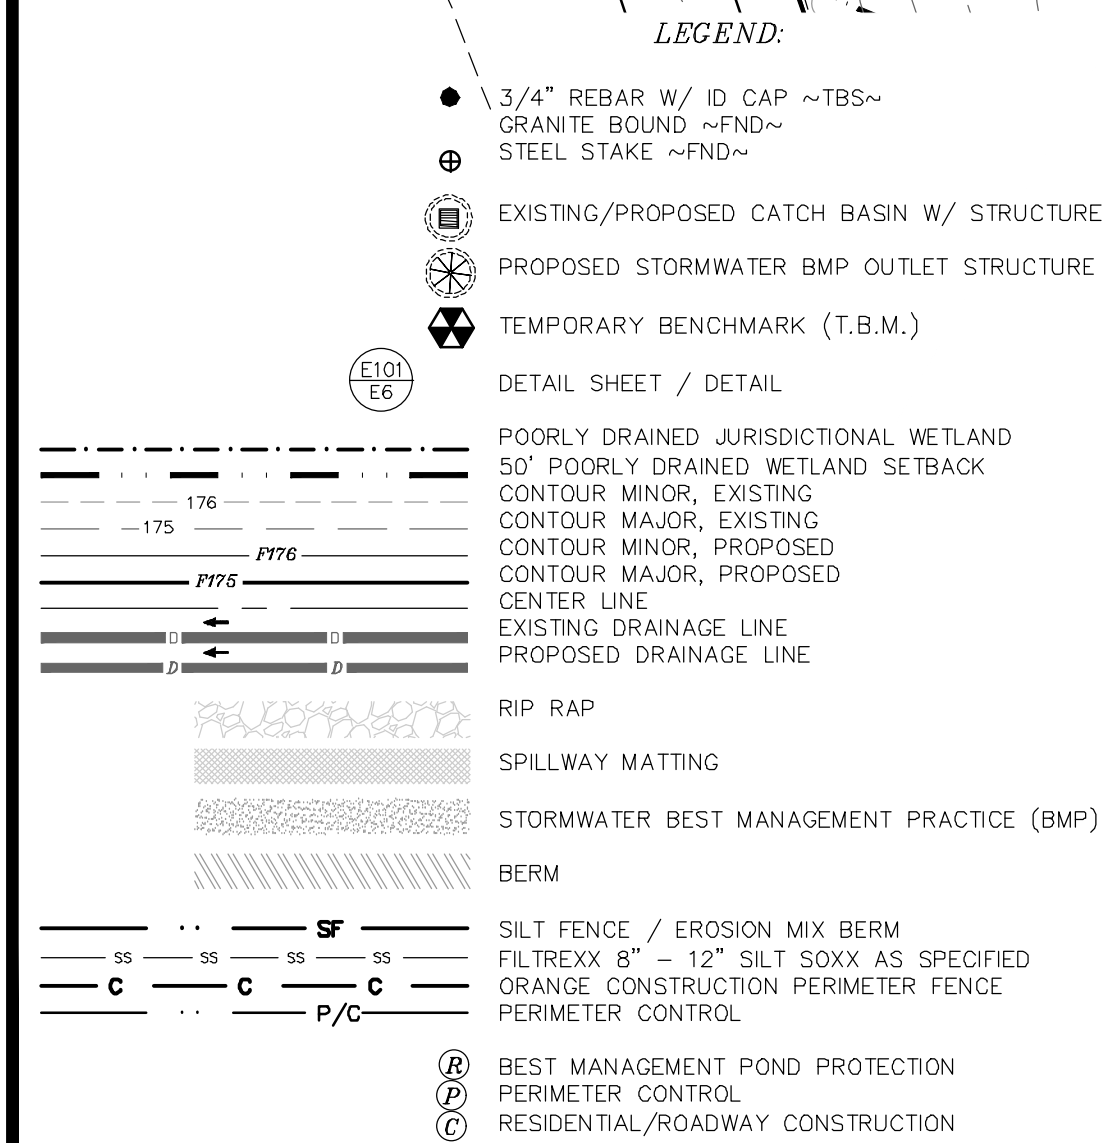 LEGEND:
3/4" REBAR W/ ID CAP ~TBS~
GRANITE BOUND ~FND~
STEEL STAKE ~FND~
EXISTING/PROPOSED CATCH BASIN W/ STRUCTURE
PROPOSED STORMWATER BMP OUTLET STRUCTURE
TEMPORARY BENCHMARK (T.B.M.)
E101
E6
DETAIL SHEET / DETAIL
POORLY DRAINED JURISDICTIONAL WETLAND
50' POORLY DRAINED WETLAND SETBACK
176 CONTOUR MINOR, EXISTING
175 CONTOUR MAJOR, EXISTING
F176 CONTOUR MINOR, PROPOSED
F175 CONTOUR MAJOR, PROPOSED
CENTER LINE
D D EXISTING DRAINAGE LINE
D D PROPOSED DRAINAGE LINE
RIP RAP
SPILLWAY MATTING
STORMWATER BEST MANAGEMENT PRACTICE (BMP)
BERM
SF SILT FENCE / EROSION MIX BERM
SS SS SS SS FILTREXX 8" - 12" SILT SOXX AS SPECIFIED
C C C ORANGE CONSTRUCTION PERIMETER FENCE
P/C PERIMETER CONTROL
R BEST MANAGEMENT POND PROTECTION
P PERIMETER CONTROL
C RESIDENTIAL/ROADWAY CONSTRUCTION